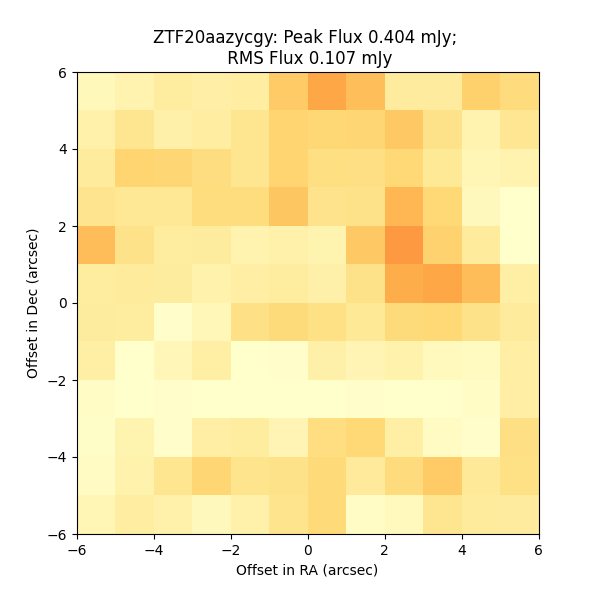 ZTF20aazycgy: Peak Flux 0.404 mJy;
RMS Flux 0.107 mJy
6
4
2
0
−2
−4
−6
Offset in Dec (arcsec)
−6 −4 −2 0 2 4 6
Offset in RA (arcsec)